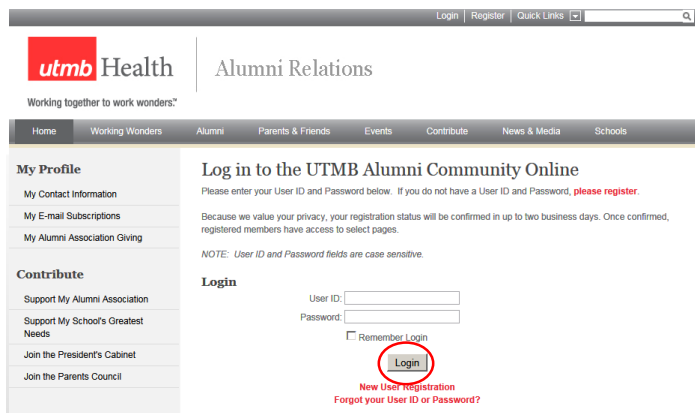 Login | Register | Quick Links
utmb Health
Alumni Relations
Working together to work wonders.™
Home Working Wonders Alumni Parents & Friends Events Contribute News & Media Schools
My Profile
My Contact Information
My E-mail Subscriptions
My Alumni Association Giving
Contribute
Support My Alumni Association
Support My School's Greatest
Needs
Join the President's Cabinet
Join the Parents Council
Log in to the UTMB Alumni Community Online
Please enter your User ID and Password below. If you do not have a User ID and Password, please register.
Because we value your privacy, your registration status will be confirmed in up to two business days. Once confirmed,
registered members have access to select pages.
NOTE: User ID and Password fields are case sensitive.
Login
User ID:
Password:
Remember Login
Login
New User Registration
Forgot your User ID or Password?